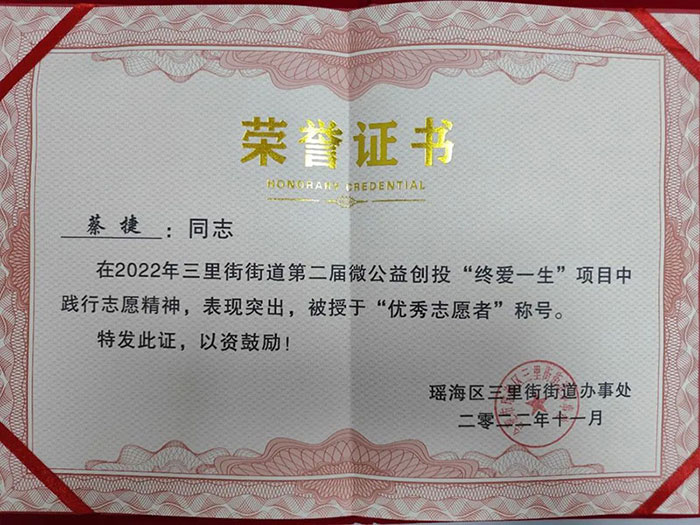 荣誉证书
HONORARY CREDENTIAL
蔡捷：同志
在2022年三里街街道第二届微公益创投“终爱一生”项目中
践行志愿精神，表现突出，被授于“优秀志愿者”称号。
特发此证，以资鼓励！
瑶海区三里街街道办事处
二零二二年十一月